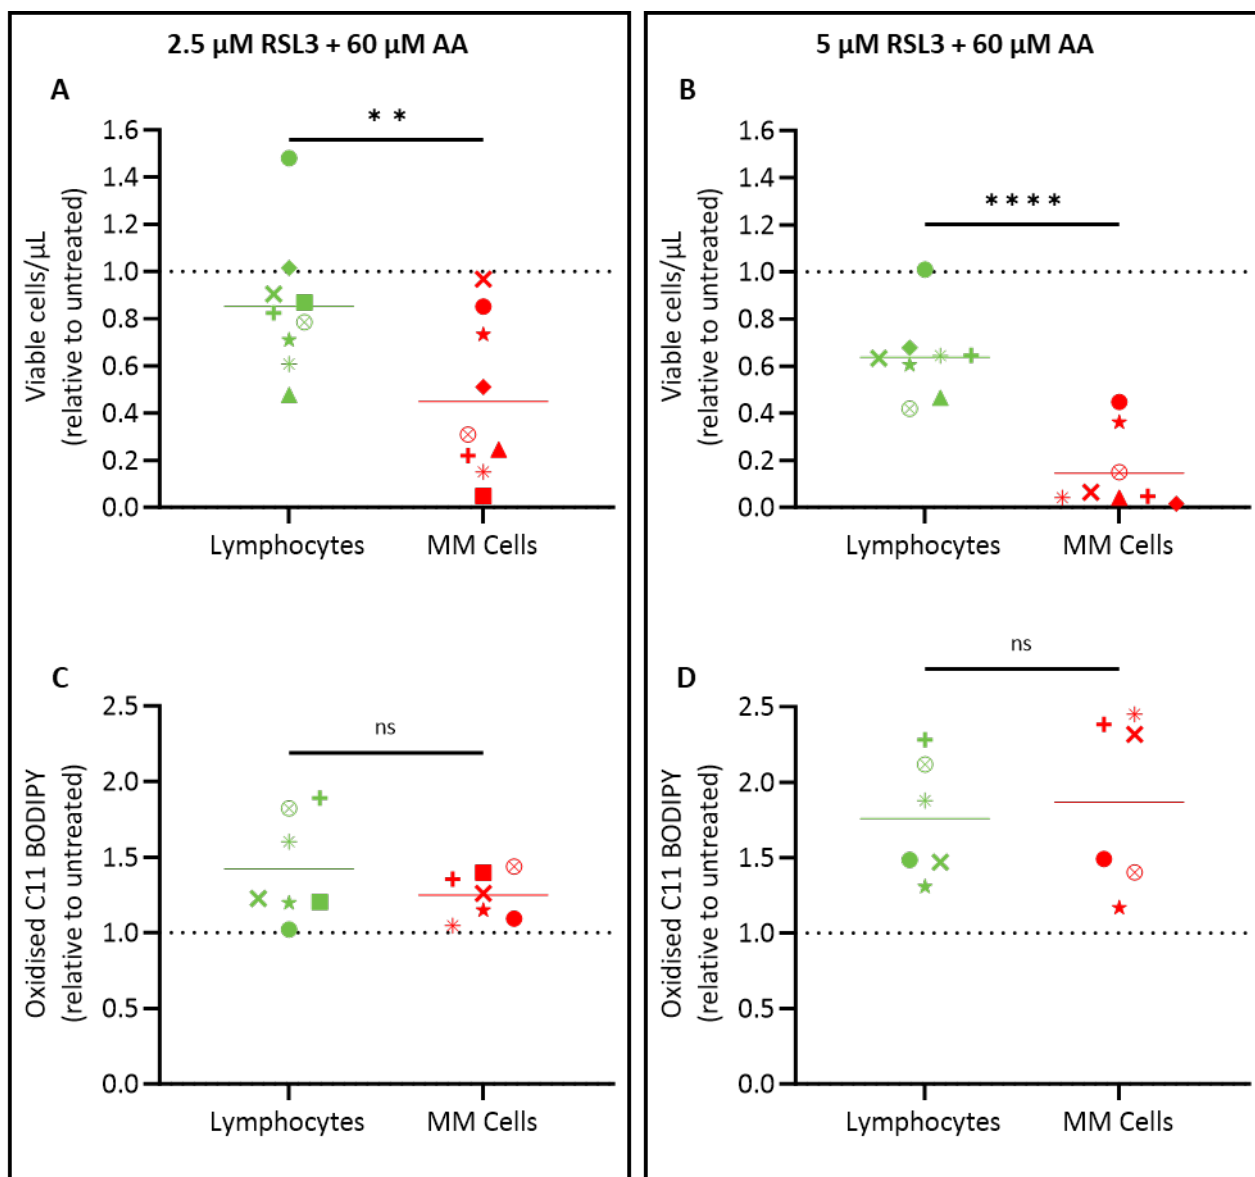 2.5 µM RSL3 + 60 µM AA
A
**
Viable cells/µL
(relative to untreated)
1.6
1.4
1.2
1.0
0.8
0.6
0.4
0.2
0.0
Lymphocytes
MM Cells
5 µM RSL3 + 60 µM AA
B
****
Viable cells/µL
(relative to untreated)
1.6
1.4
1.2
1.0
0.8
0.6
0.4
0.2
0.0
Lymphocytes
MM Cells
C
ns
Oxidised C11 BODIPY
(relative to untreated)
2.5
2.0
1.5
1.0
0.5
0.0
Lymphocytes
MM Cells
D
ns
Oxidised C11 BODIPY
(relative to untreated)
2.5
2.0
1.5
1.0
0.5
0.0
Lymphocytes
MM Cells